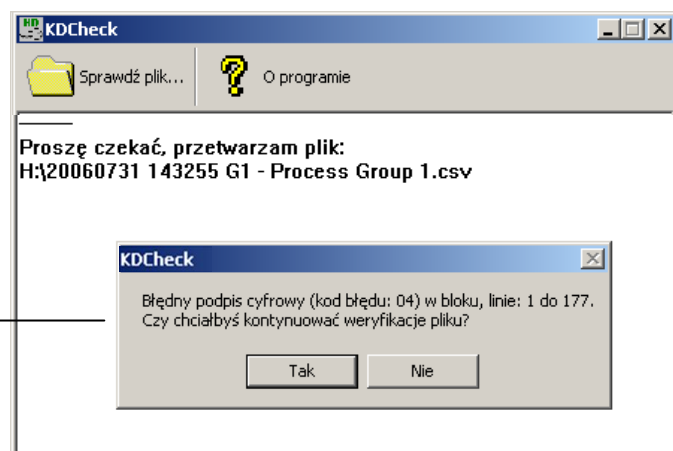 KDCheck
Sprawdź plik... O programie
Proszę czekać, przetwarzam plik:
H:\20060731 143255 G1 - Process Group 1.csv
KDCheck
Błędny podpis cyfrowy (kod błędu: 04) w bloku, linie: 1 do 177.
Czy chciałbyś kontynuować weryfikacje pliku?
Tak Nie